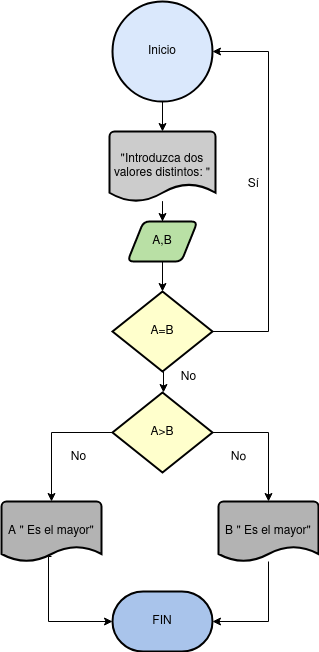 Inicio
"Introduzca dos
valores distintos: "
Sí
A,B
A=B
No
A>B
No
No
A " Es el mayor"
B " Es el mayor"
FIN